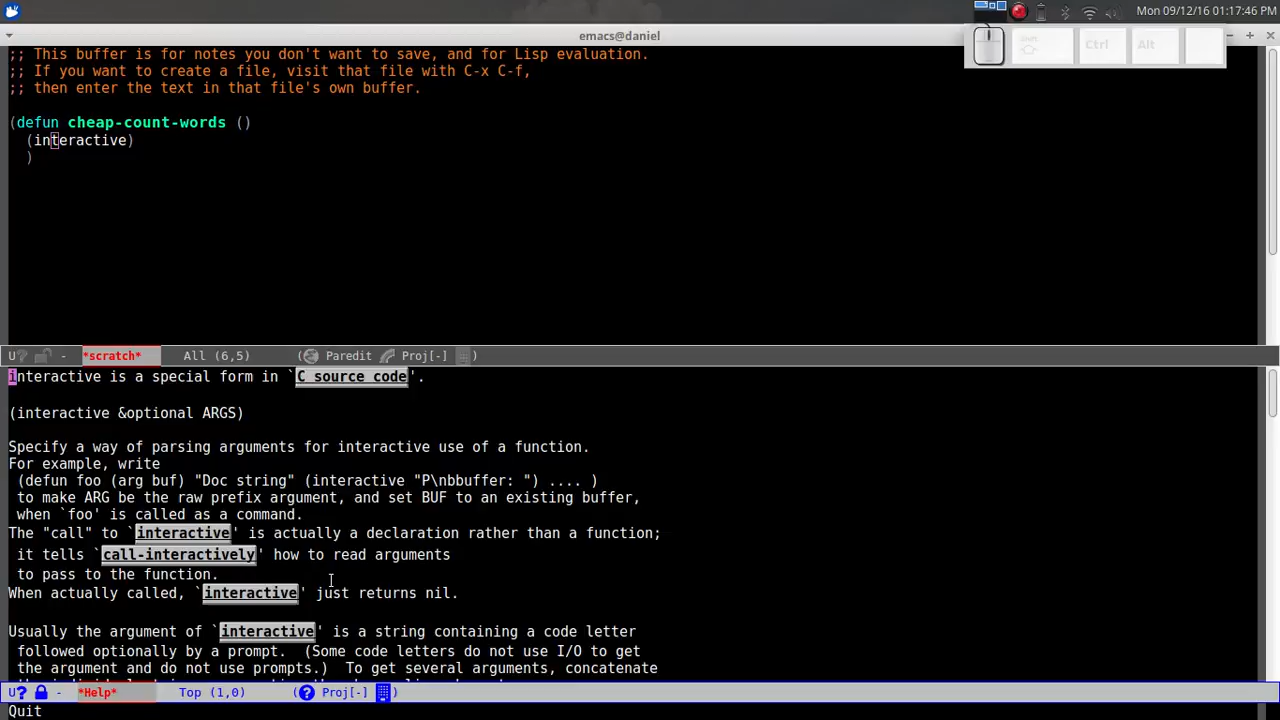 Mon 09/12/16 01:17:46 PM
emacs@daniel
Shift
Ctrl
Alt
;; This buffer is for notes you don't want to save, and for Lisp evaluation.
;; If you want to create a file, visit that file with C-x C-f,
;; then enter the text in that file's own buffer.
(defun cheap-count-words ()
(interactive)
)
U? - *scratch* All (6,5) ( Paredit Proj[-] )
interactive is a special form in `C source code'.
(interactive &optional ARGS)
Specify a way of parsing arguments for interactive use of a function.
For example, write
(defun foo (arg buf) "Doc string" (interactive "P\nbbuffer: ") .... )
to make ARG be the raw prefix argument, and set BUF to an existing buffer,
when `foo' is called as a command.
The "call" to `interactive' is actually a declaration rather than a function;
it tells `call-interactively' how to read arguments
to pass to the function.
When actually called, `interactive' just returns nil.
Usually the argument of `interactive' is a string containing a code letter
followed optionally by a prompt.  (Some code letters do not use I/O to get
the argument and do not use prompts.)  To get several arguments, concatenate
U? - *Help* Top (1,0) (? Proj[-] )
Quit